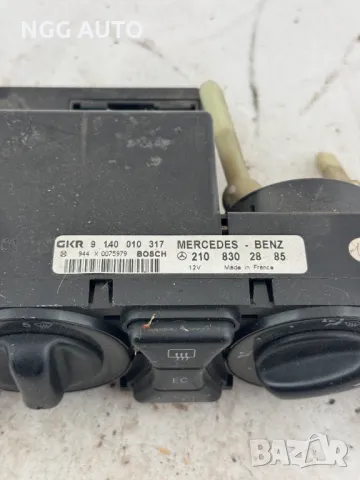 NGG AUTO
GKR 9 140 010 317 MERCEDES - BENZ
944 X 0075979 BOSCH 210 830 28 85
12V Made in France
EC
bazar